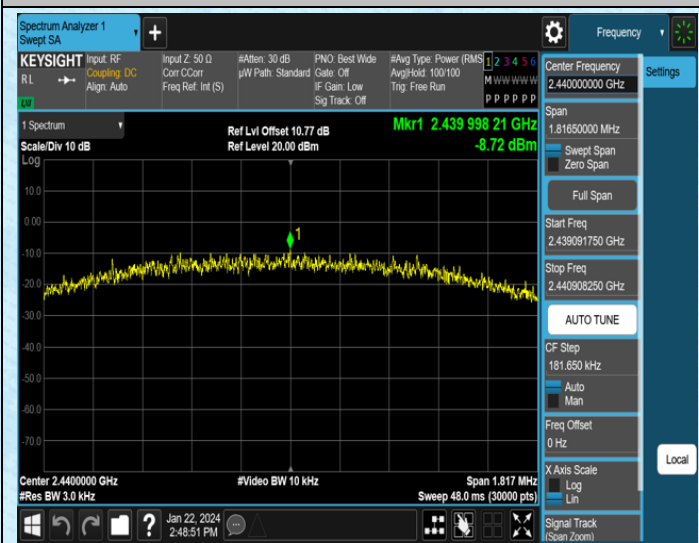 Spectrum Analyzer 1
Swept SA
+
Frequency
KEYSIGHT
RL
LXI
Input: RF
Coupling: DC
Align: Auto
Input Z: 50 Ω
Corr CCorr
Freq Ref: Int (S)
#Atten: 30 dB
µW Path: Standard
PNO: Best Wide
Gate: Off
IF Gain: Low
Sig Track: Off
#Avg Type: Power (RMS
Avg|Hold: 100/100
Trig: Free Run
1 2 3 4 5 6
M W W W W W
P P P P P P
1 Spectrum
Scale/Div 10 dB
Ref Lvl Offset 10.77 dB
Ref Level 20.00 dBm
Mkr1 2.439 998 21 GHz
-8.72 dBm
Log
10.0
0.00
-10.0
-20.0
-30.0
-40.0
-50.0
-60.0
-70.0
1
Center 2.4400000 GHz
#Res BW 3.0 kHz
#Video BW 10 kHz
Span 1.817 MHz
Sweep 48.0 ms (30000 pts)
Center Frequency
2.440000000 GHz
Span
1.81650000 MHz
Swept Span
Zero Span
Full Span
Start Freq
2.439091750 GHz
Stop Freq
2.440908250 GHz
AUTO TUNE
CF Step
181.650 kHz
Auto
Man
Freq Offset
0 Hz
X Axis Scale
Log
Lin
Signal Track
(Span Zoom)
Settings
Local
?
Jan 22, 2024
2:48:51 PM